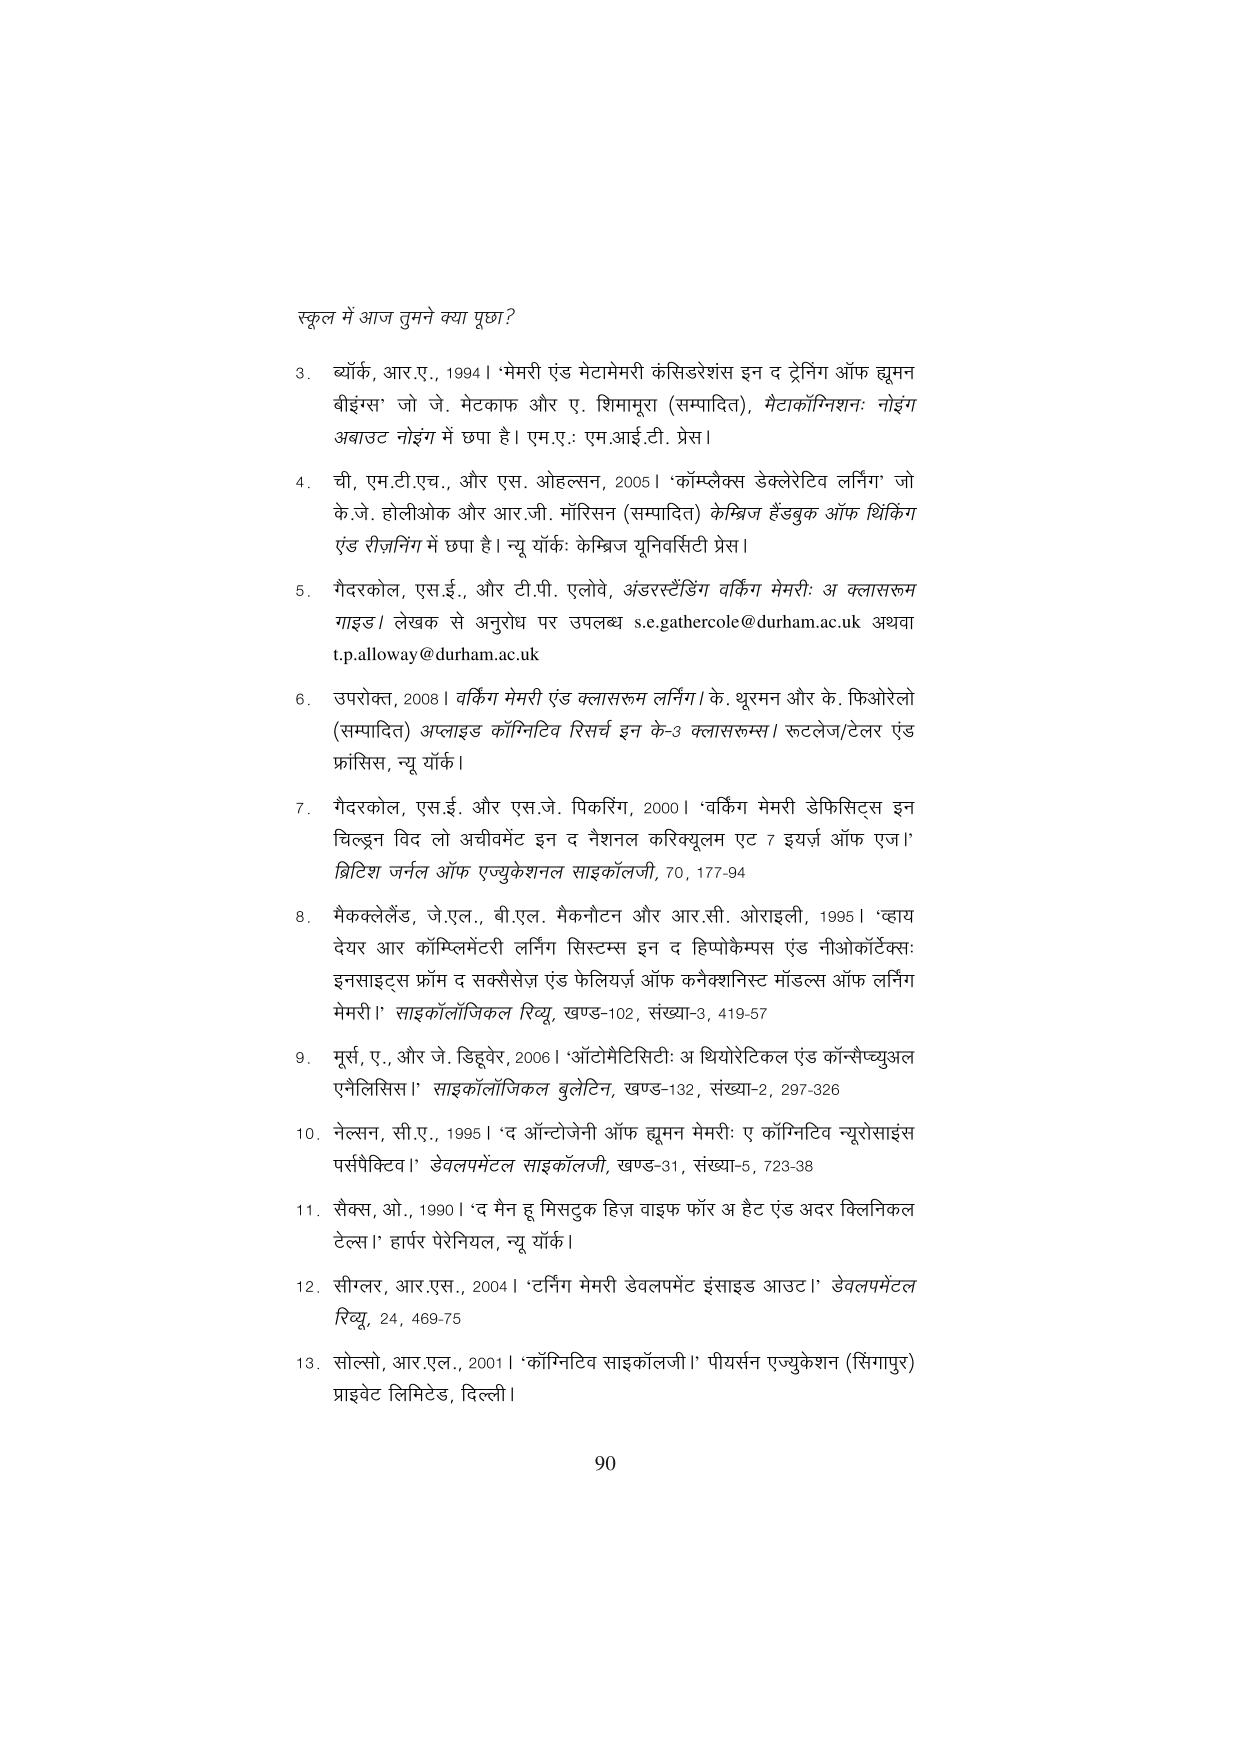 स्कूल में आज तुमने क्या पूछा?
3. ब्यॉर्क, आर.ए., 1994। ‘मेमरी एंड मेटामेमरी कंसिडरेशंस इन द ट्रेनिंग ऑफ ह्यूमन
बीइंग्स’ जो जे. मेटकाफ और ए. शिमामूरा (सम्पादित), मैटाकॉग्निशनः नोइंग
अबाउट नोइंग में छपा है। एम.ए.: एम.आई.टी. प्रेस।
4. ची, एम.टी.एच., और एस. ओहल्सन, 2005। ‘कॉम्प्लैक्स डेक्लेरेटिव लर्निंग’ जो
के.जे. होलीओक और आर.जी. मॉरिसन (सम्पादित) केम्ब्रिज हैंडबुक ऑफ थिंकिंग
एंड रीज़निंग में छपा है। न्यू यॉर्कः केम्ब्रिज यूनिवर्सिटी प्रेस।
5. गैदरकोल, एस.ई., और टी.पी. एलोवे, अंडरस्टैंडिंग वर्किंग मेमरीः अ क्लासरूम
गाइड। लेखक से अनुरोध पर उपलब्ध s.e.gathercole@durham.ac.uk अथवा
t.p.alloway@durham.ac.uk
6. उपरोक्त, 2008। वर्किंग मेमरी एंड क्लासरूम लर्निंग। के. थूरमन और के. फिओरेलो
(सम्पादित) अप्लाइड कॉग्निटिव रिसर्च इन के-3 क्लासरूम्स। रूटलेज/टेलर एंड
फ्रांसिस, न्यू यॉर्क।
7. गैदरकोल, एस.ई. और एस.जे. पिकरिंग, 2000। ‘वर्किंग मेमरी डेफिसिट्स इन
चिल्ड्रन विद लो अचीवमेंट इन द नैशनल करिक्यूलम एट 7 इयर्ज़ ऑफ एज।’
ब्रिटिश जर्नल ऑफ एज्युकेशनल साइकॉलजी, 70, 177-94
8. मैकक्लेलैंड, जे.एल., बी.एल. मैकनौटन और आर.सी. ओराइली, 1995। ‘व्हाय
देयर आर कॉम्प्लिमेंटरी लर्निंग सिस्टम्स इन द हिप्पोकैम्पस एंड नीओकॉर्टेक्सः
इनसाइट्स फ्रॉम द सक्सैसेज़ एंड फेलियर्ज़ ऑफ कनैक्शनिस्ट मॉडल्स ऑफ लर्निंग
मेमरी।’ साइकॉलॉजिकल रिव्यू, खण्ड-102, संख्या-3, 419-57
9. मूर्स, ए., और जे. डिहूवेर, 2006। ‘ऑटोमैटिसिटीः अ थियोरेटिकल एंड कॉन्सैप्च्युअल
एनैलिसिस।’ साइकॉलॉजिकल बुलेटिन, खण्ड-132, संख्या-2, 297-326
10. नेल्सन, सी.ए., 1995। ‘द ऑन्टोजेनी ऑफ ह्यूमन मेमरीः ए कॉग्निटिव न्यूरोसाइंस
पर्सपैक्टिव।’ डेवलपमेंटल साइकॉलजी, खण्ड-31, संख्या-5, 723-38
11. सैक्स, ओ., 1990। ‘द मैन हू मिसटुक हिज़ वाइफ फॉर अ हैट एंड अदर क्लिनिकल
टेल्स।’ हार्पर पेरेनियल, न्यू यॉर्क।
12. सीग्लर, आर.एस., 2004। ‘टर्निंग मेमरी डेवलपमेंट इंसाइड आउट।’ डेवलपमेंटल
रिव्यू, 24, 469-75
13. सोल्सो, आर.एल., 2001। ‘कॉग्निटिव साइकॉलजी।’ पीयर्सन एज्युकेशन (सिंगापुर)
प्राइवेट लिमिटेड, दिल्ली।
90